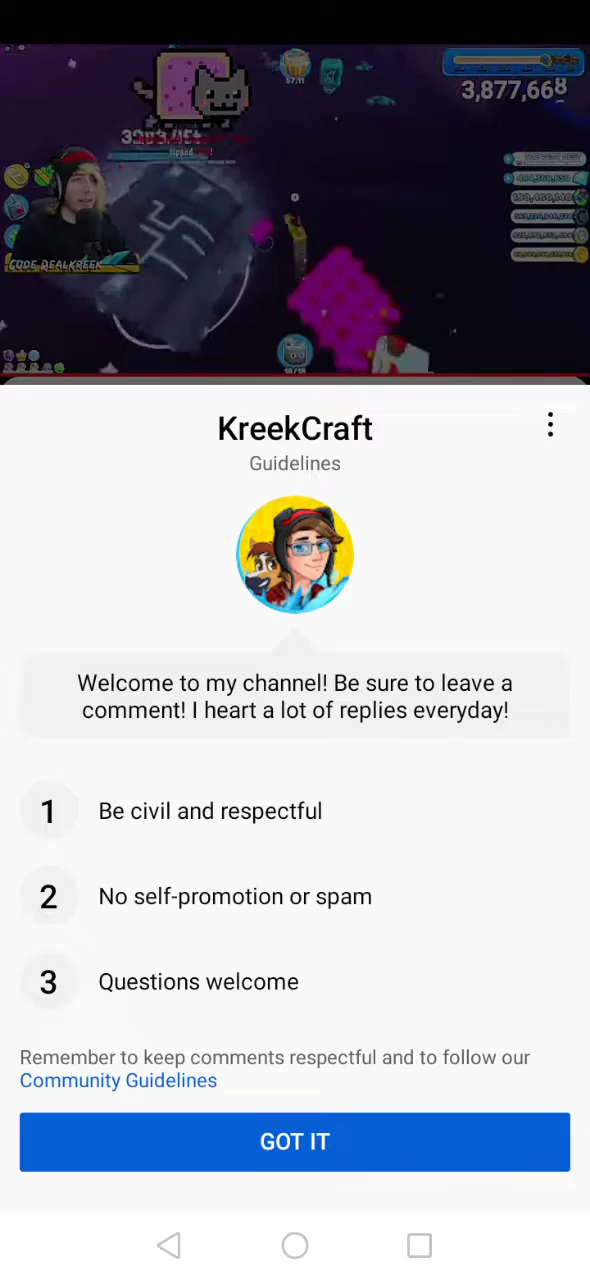 57:11
3,877,668
CODE REALKREEK
KreekCraft
Guidelines
Welcome to my channel! Be sure to leave a
comment! I heart a lot of replies everyday!
1 Be civil and respectful
2 No self-promotion or spam
3 Questions welcome
Remember to keep comments respectful and to follow our
Community Guidelines
GOT IT